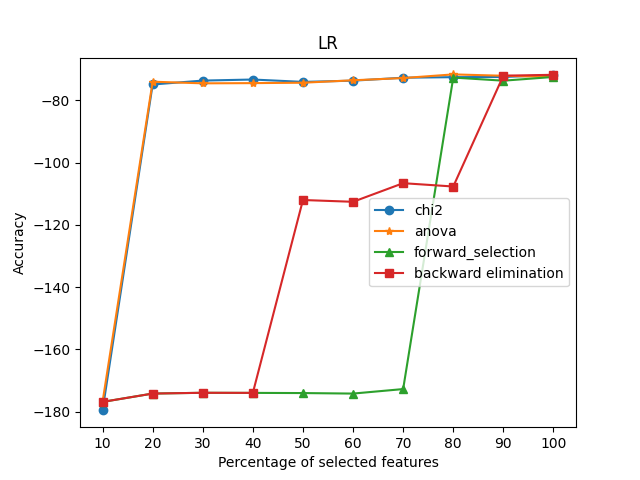 LR
Accuracy
−80
−100
−120
−140
−160
−180
chi2
anova
forward_selection
backward elimination
10 20 30 40 50 60 70 80 90 100
Percentage of selected features